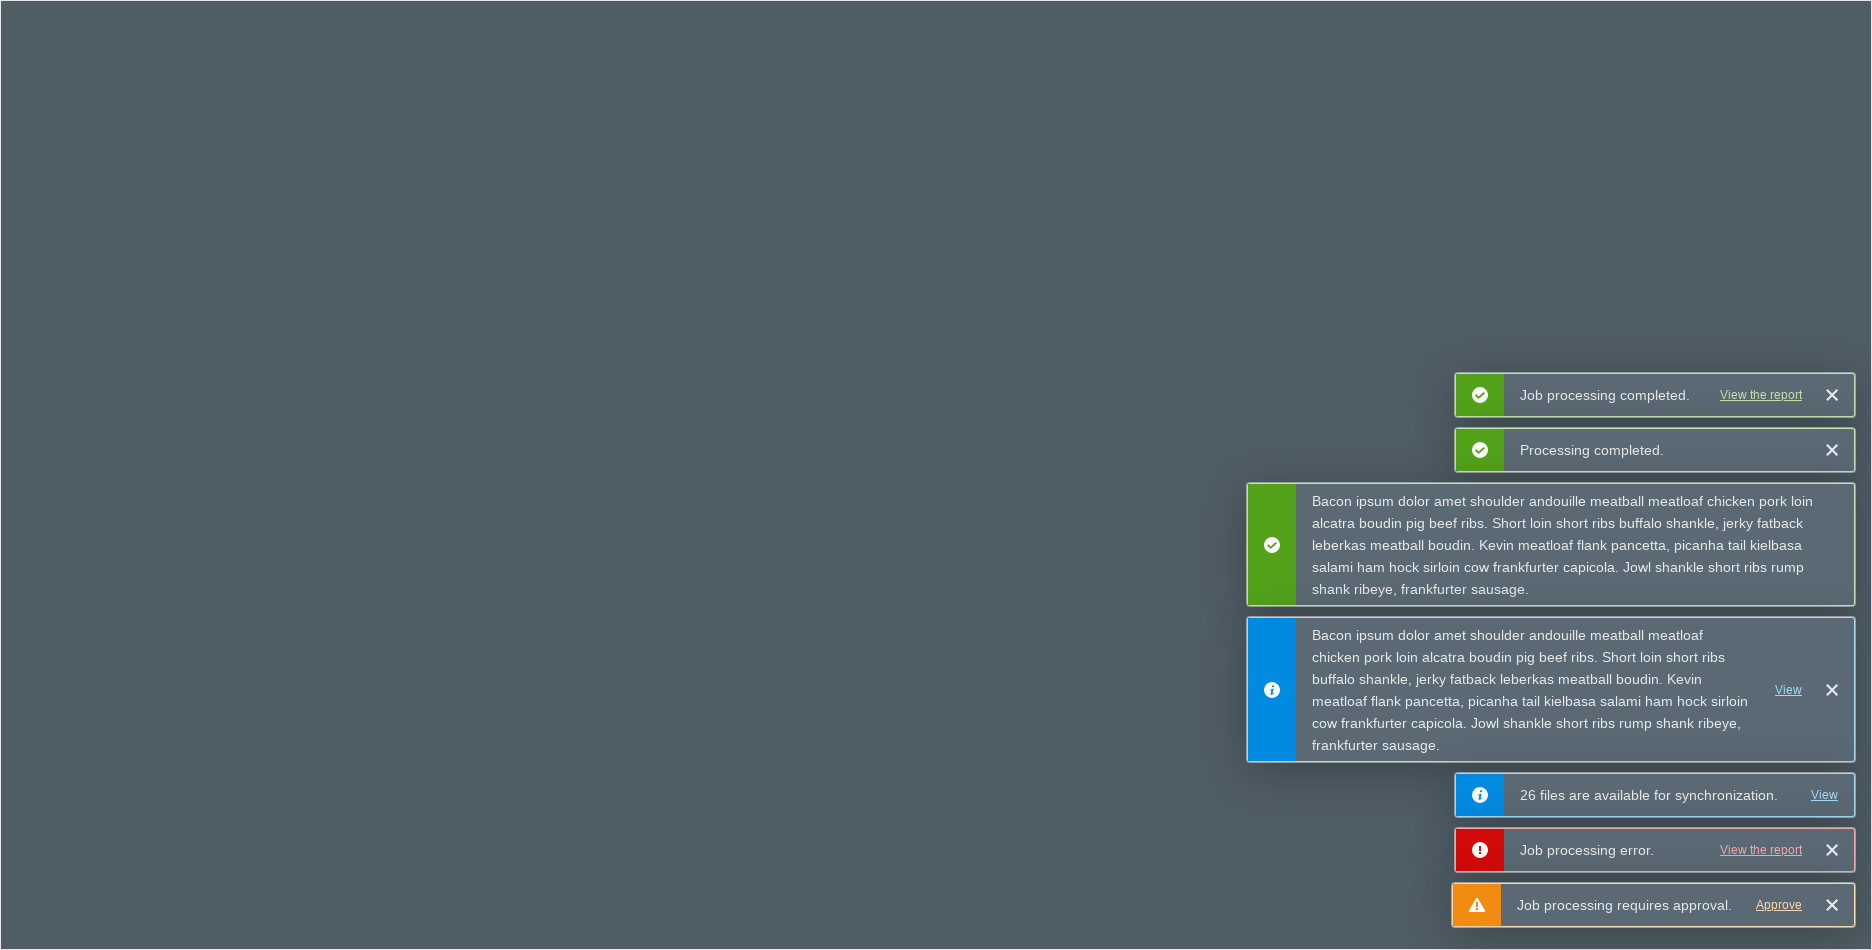 Job processing completed. View the report
Processing completed.
Bacon ipsum dolor amet shoulder andouille meatball meatloaf chicken pork loin
alcatra boudin pig beef ribs. Short loin short ribs buffalo shankle, jerky fatback
leberkas meatball boudin. Kevin meatloaf flank pancetta, picanha tail kielbasa
salami ham hock sirloin cow frankfurter capicola. Jowl shankle short ribs rump
shank ribeye, frankfurter sausage.
Bacon ipsum dolor amet shoulder andouille meatball meatloaf
chicken pork loin alcatra boudin pig beef ribs. Short loin short ribs
buffalo shankle, jerky fatback leberkas meatball boudin. Kevin
meatloaf flank pancetta, picanha tail kielbasa salami ham hock sirloin
cow frankfurter capicola. Jowl shankle short ribs rump shank ribeye,
frankfurter sausage.
View
26 files are available for synchronization. View
Job processing error. View the report
Job processing requires approval. Approve